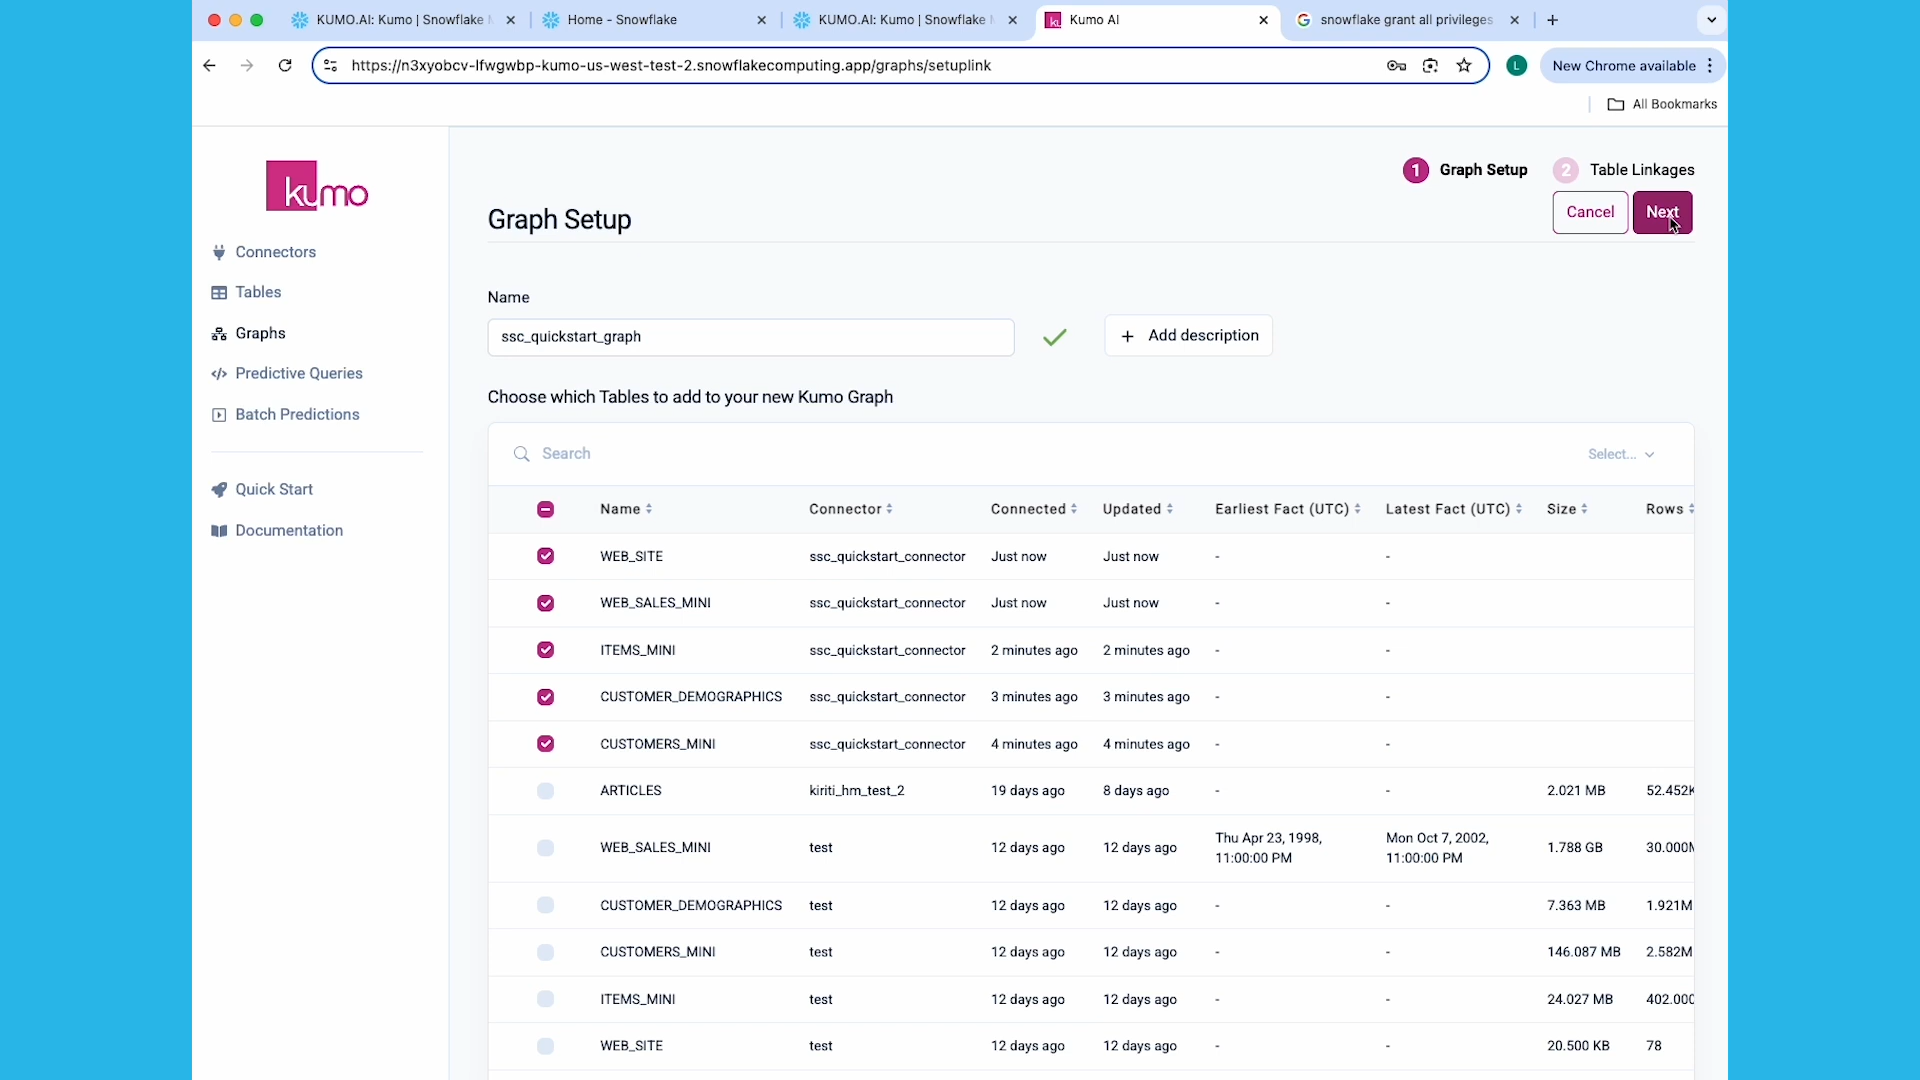 KUMO.AI: Kumo | Snowflake
Home - Snowflake
KUMO.AI: Kumo | Snowflake
Kumo AI
snowflake grant all privileges
https://n3xyobcv-lfwgwbp-kumo-us-west-test-2.snowflakecomputing.app/graphs/setuplink
L
New Chrome available
All Bookmarks
kumo
Connectors
Tables
Graphs
Predictive Queries
Batch Predictions
Quick Start
Documentation
1 Graph Setup
2 Table Linkages
Graph Setup
Cancel
Next
Name
ssc_quickstart_graph
+ Add description
Choose which Tables to add to your new Kumo Graph
Search
Select...
Name Connector Connected Updated Earliest Fact (UTC) Latest Fact (UTC) Size Rows
WEB_SITE ssc_quickstart_connector Just now Just now - -
WEB_SALES_MINI ssc_quickstart_connector Just now Just now - -
ITEMS_MINI ssc_quickstart_connector 2 minutes ago 2 minutes ago - -
CUSTOMER_DEMOGRAPHICS ssc_quickstart_connector 3 minutes ago 3 minutes ago - -
CUSTOMERS_MINI ssc_quickstart_connector 4 minutes ago 4 minutes ago - -
ARTICLES kiriti_hm_test_2 19 days ago 8 days ago - - 2.021 MB 52.452K
WEB_SALES_MINI test 12 days ago 12 days ago Thu Apr 23, 1998, 11:00:00 PM Mon Oct 7, 2002, 11:00:00 PM 1.788 GB 30.000M
CUSTOMER_DEMOGRAPHICS test 12 days ago 12 days ago - - 7.363 MB 1.921M
CUSTOMERS_MINI test 12 days ago 12 days ago - - 146.087 MB 2.582M
ITEMS_MINI test 12 days ago 12 days ago - - 24.027 MB 402.000
WEB_SITE test 12 days ago 12 days ago - - 20.500 KB 78